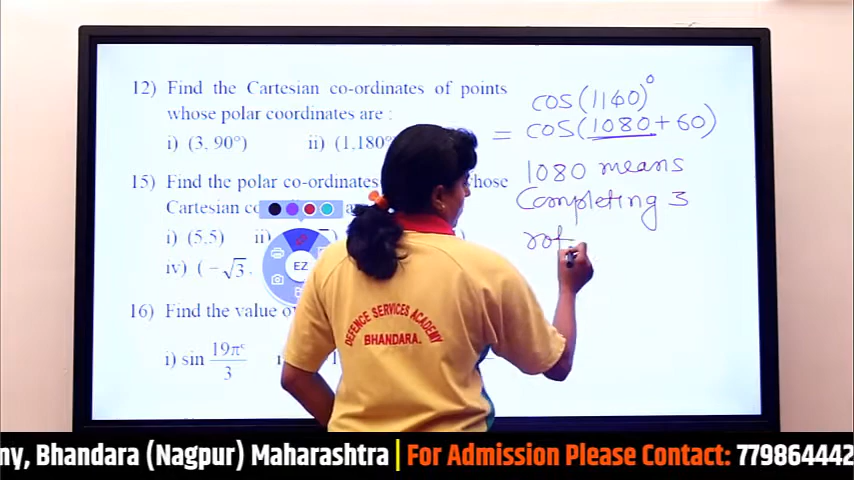 12) Find the Cartesian co-ordinates of points
whose polar coordinates are :
i) (3, 90°) ii) (1,180°
15) Find the polar co-ordinates
Cartesian
i) (5.5) ii)
iv) (-√3.
16) Find the value
i) sin 19πᶜ/3
cos(1140)°
= cos(1080+60)
1080 means
Completing 3
rot
EZ
DEFENCE SERVICES ACADEMY
BHANDARA.
ny, Bhandara (Nagpur) Maharashtra | For Admission Please Contact: 779864442